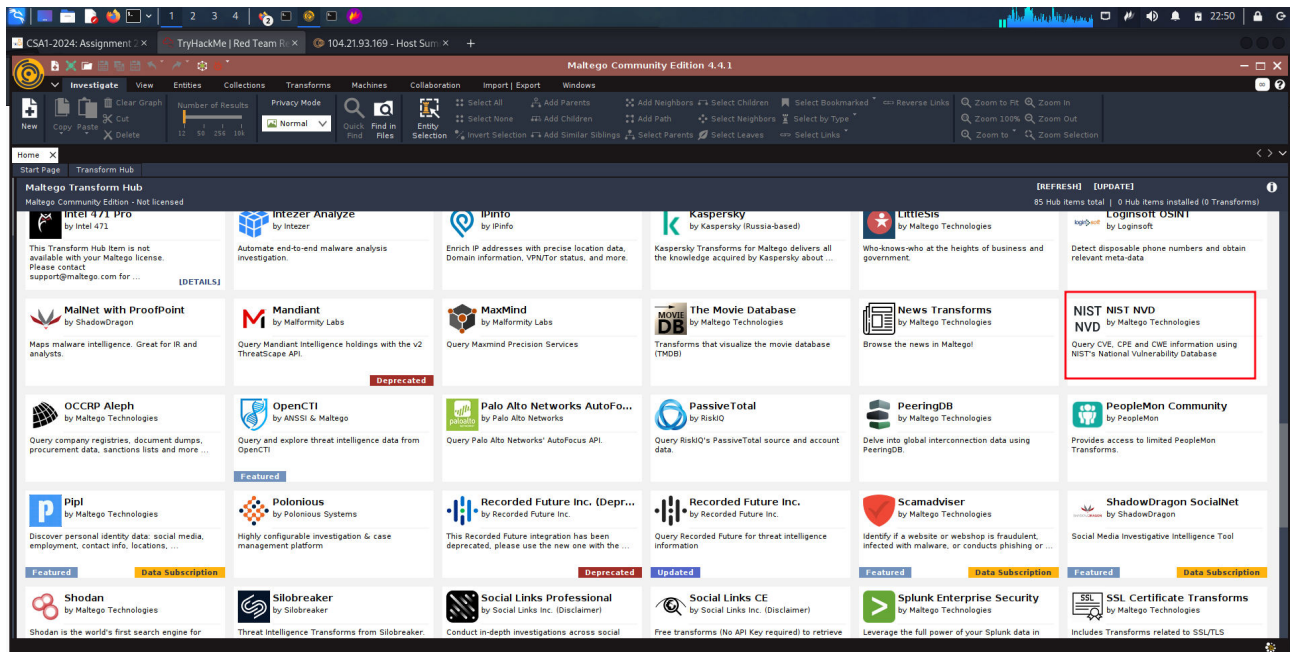 1 2 3 4
22:50
CSA1-2024: Assignment 2 ×
TryHackMe | Red Team Re ×
104.21.93.169 - Host Sum ×
Maltego Community Edition 4.4.1
Investigate View Entities Collections Transforms Machines Collaboration Import | Export Windows
New
Copy Paste
Clear Graph
Cut
Delete
Number of Results
12 50 256 10k
Privacy Mode
Normal
Quick Find
Find in Files
Entity Selection
Select All Add Parents Add Neighbors Select Children Select Bookmarked Reverse Links
Select None Add Children Add Path Select Neighbors Select by Type
Invert Selection Add Similar Siblings Select Parents Select Leaves Select Links
Zoom to Fit Zoom In
Zoom 100% Zoom Out
Zoom to Zoom Selection
Home X
Start Page Transform Hub
Maltego Transform Hub
[REFRESH] [UPDATE]
Maltego Community Edition - Not licensed
85 Hub items total | 0 Hub items installed (0 Transforms)
Intel 471 Pro
by Intel 471
This Transform Hub Item is not
available with your Maltego license.
Please contact
support@maltego.com for ...
[DETAILS]
Intezer Analyze
by Intezer
Automate end-to-end malware analysis
investigation.
IPinfo
by IPinfo
Enrich IP addresses with precise location data,
Domain information, VPN/Tor status, and more.
Kaspersky
by Kaspersky (Russia-based)
Kaspersky Transforms for Maltego delivers all
the knowledge acquired by Kaspersky about ...
LittleSis
by Maltego Technologies
Who-knows-who at the heights of business and
government.
Loginsoft OSINT
by Loginsoft
Detect disposable phone numbers and obtain
relevant meta-data
MalNet with ProofPoint
by ShadowDragon
Maps malware intelligence. Great for IR and
analysts.
Mandiant
by Malformity Labs
Query Mandiant Intelligence holdings with the v2
ThreatScape API.
Deprecated
MaxMind
by Malformity Labs
Query Maxmind Precision Services
MOVIE DB
The Movie Database
by Maltego Technologies
Transforms that visualize the movie database
(TMDB)
News Transforms
by Maltego Technologies
Browse the news in Maltego!
NIST NVD
NIST NVD
by Maltego Technologies
Query CVE, CPE and CWE information using
NIST's National Vulnerability Database
OCCRP Aleph
by Maltego Technologies
Query company registries, document dumps,
procurement data, sanctions lists and more ...
OpenCTI
by ANSSI & Maltego
Query and explore threat intelligence data from
OpenCTI
Featured
paloalto
Palo Alto Networks AutoFo...
by Palo Alto Networks
Query Palo Alto Networks' AutoFocus API.
PassiveTotal
by RiskIQ
Query RiskIQ's PassiveTotal source and account
data.
PeeringDB
by Maltego Technologies
Delve into global interconnection data using
PeeringDB.
PeopleMon Community
by PeopleMon
Provides access to limited PeopleMon
Transforms.
Pipl
by Maltego Technologies
Discover personal identity data: social media,
employment, contact info, locations, ...
Featured
Data Subscription
Polonious
by Polonious Systems
Highly configurable investigation & case
management platform
Recorded Future Inc. (Depr...
by Recorded Future Inc.
This Recorded Future integration has been
deprecated, please use the new one with the ...
Deprecated
Recorded Future Inc.
by Recorded Future Inc.
Query Recorded Future for threat intelligence
information
Updated
Scamadviser
by Maltego Technologies
Identify if a website or webshop is fraudulent,
infected with malware, or conducts phishing or ...
Featured
Data Subscription
ShadowDragon SocialNet
by ShadowDragon
Social Media Investigative Intelligence Tool
Featured
Data Subscription
Shodan
by Maltego Technologies
Shodan is the world's first search engine for
Silobreaker
by Silobreaker
Threat Intelligence Transforms from Silobreaker.
Social Links Professional
by Social Links Inc. (Disclaimer)
Conduct in-depth investigations across social
Social Links CE
by Social Links Inc. (Disclaimer)
Free transforms (No API Key required) to retrieve
Splunk Enterprise Security
by Maltego Technologies
Leverage the full power of your Splunk data in
SSL
SSL Certificate Transforms
by Maltego Technologies
Includes Transforms related to SSL/TLS